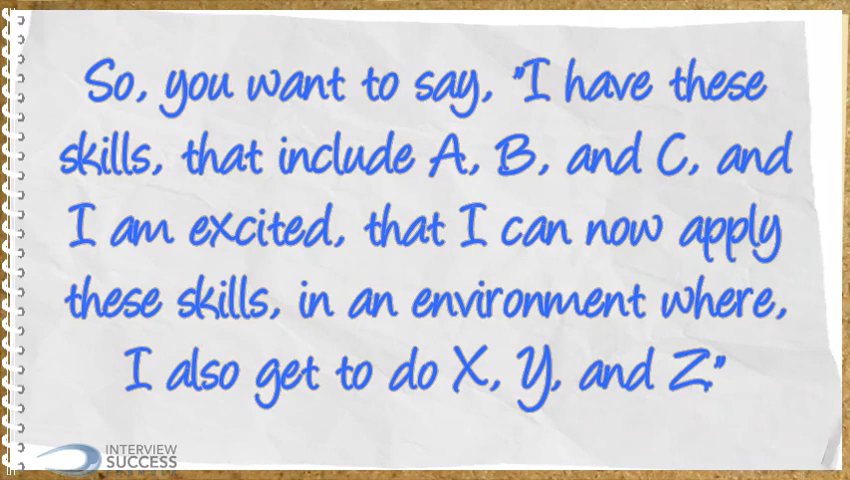 So, you want to say, "I have these
skills, that include A, B, and C, and
I am excited, that I can now apply
these skills, in an environment where,
I also get to do X, Y, and Z."
INTERVIEW
SUCCESS